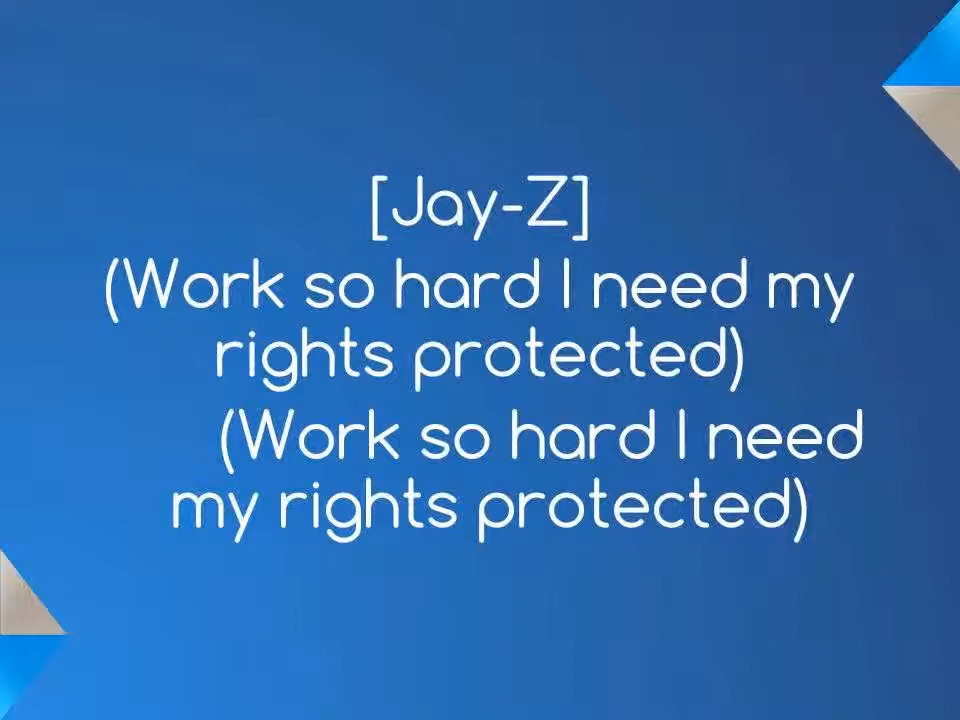 [Jay-Z]
(Work so hard I need my
rights protected)
(Work so hard I need
my rights protected)